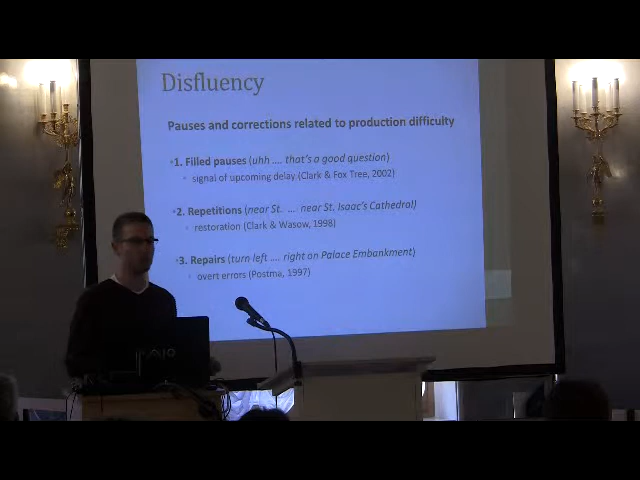 Disfluency
Pauses and corrections related to production difficulty
1. Filled pauses (uhh .... that's a good question)
signal of upcoming delay (Clark & Fox Tree, 2002)
2. Repetitions (near St. .... near St. Isaac's Cathedral)
restoration (Clark & Wasow, 1998)
3. Repairs (turn left .... right on Palace Embankment)
overt errors (Postma, 1997)
VAIO